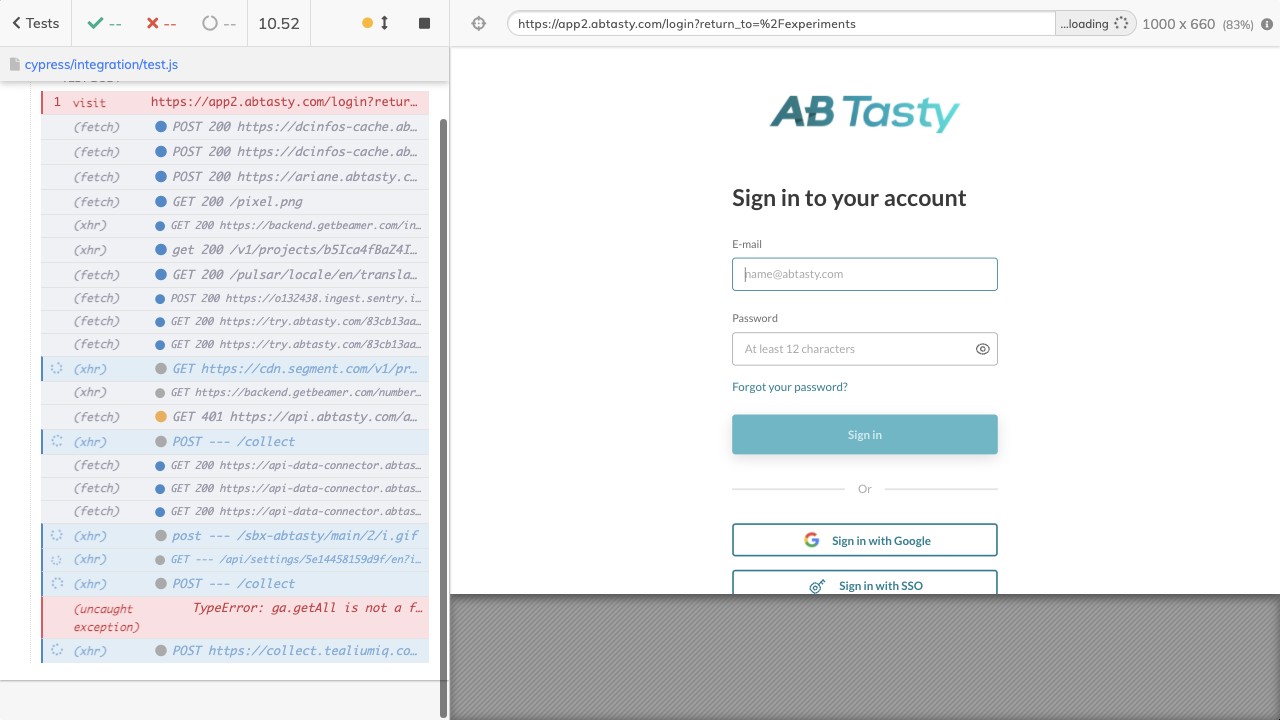 Tests
--
--
--
10.52
https://app2.abtasty.com/login?return_to=%2Fexperiments
...loading
1000 x 660 (83%)
cypress/integration/test.js
1 visit https://app2.abtasty.com/login?retur…
(fetch) POST 200 https://dcinfos-cache.ab…
(fetch) POST 200 https://dcinfos-cache.ab…
(fetch) POST 200 https://ariane.abtasty.c…
(fetch) GET 200 /pixel.png
(xhr) GET 200 https://backend.getbeamer.com/in…
(xhr) get 200 /v1/projects/b5Ica4fBaZ4I…
(fetch) GET 200 /pulsar/locale/en/transla…
(fetch) POST 200 https://o132438.ingest.sentry.i…
(fetch) GET 200 https://try.abtasty.com/83cb13aa…
(fetch) GET 200 https://try.abtasty.com/83cb13aa…
(xhr) GET https://cdn.segment.com/v1/pr…
(xhr) GET https://backend.getbeamer.com/number…
(fetch) GET 401 https://api.abtasty.com/a…
(xhr) POST --- /collect
(fetch) GET 200 https://api-data-connector.abtas…
(fetch) GET 200 https://api-data-connector.abtas…
(fetch) GET 200 https://api-data-connector.abtas…
(xhr) post --- /sbx-abtasty/main/2/i.gif
(xhr) GET --- /api/settings/5e14458159d9f/en?i…
(xhr) POST --- /collect
(uncaught exception) TypeError: ga.getAll is not a f…
(xhr) POST https://collect.tealiumiq.co…
AB Tasty
Sign in to your account
E-mail
name@abtasty.com
Password
At least 12 characters
Forgot your password?
Sign in
Or
Sign in with Google
Sign in with SSO